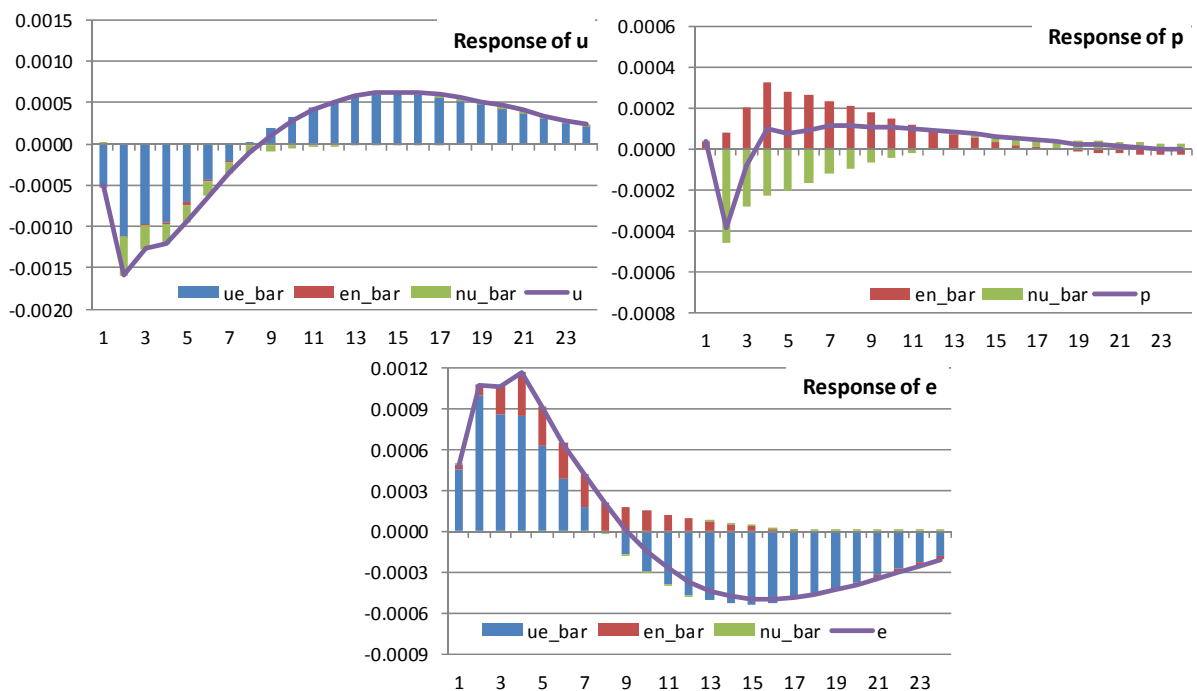 Response of u
0.0015
0.0010
0.0005
0.0000
-0.0005
-0.0010
-0.0015
-0.0020
ue_bar en_bar nu_bar u
1 3 5 7 9 11 13 15 17 19 21 23
Response of p
0.0006
0.0004
0.0002
0.0000
-0.0002
-0.0004
-0.0006
-0.0008
en_bar nu_bar p
1 3 5 7 9 11 13 15 17 19 21 23
Response of e
0.0012
0.0009
0.0006
0.0003
0.0000
-0.0003
-0.0006
-0.0009
ue_bar en_bar nu_bar e
1 3 5 7 9 11 13 15 17 19 21 23